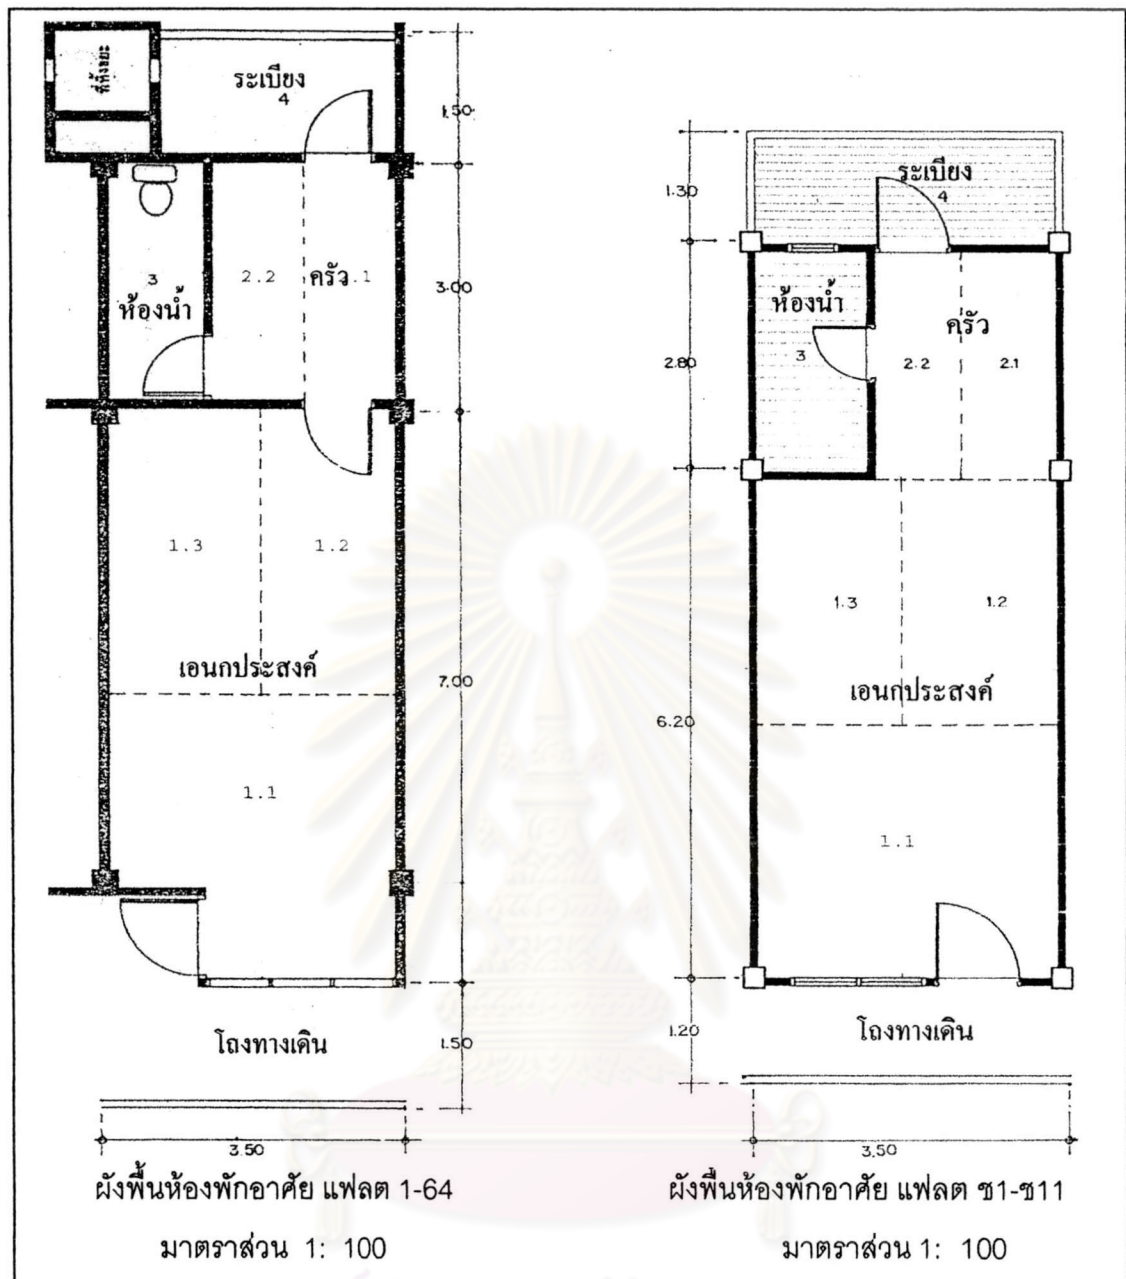 ที่ทิ้งขยะ
ระเบียง
4
1.50
3
ห้องน้ำ
2.2
ครัว
.1
3.00
1.3
1.2
เอนกประสงค์
7.00
1.1
โถงทางเดิน
1.50
3.50
ผังพื้นห้องพักอาศัย แฟลต 1-64
มาตราส่วน 1: 100
ระเบียง
4
1.30
ห้องน้ำ
3
ครัว
2.2
2.1
2.80
1.3
1.2
เอนกประสงค์
6.20
1.1
โถงทางเดิน
1.20
3.50
ผังพื้นห้องพักอาศัย แฟลต ช1-ช11
มาตราส่วน 1: 100